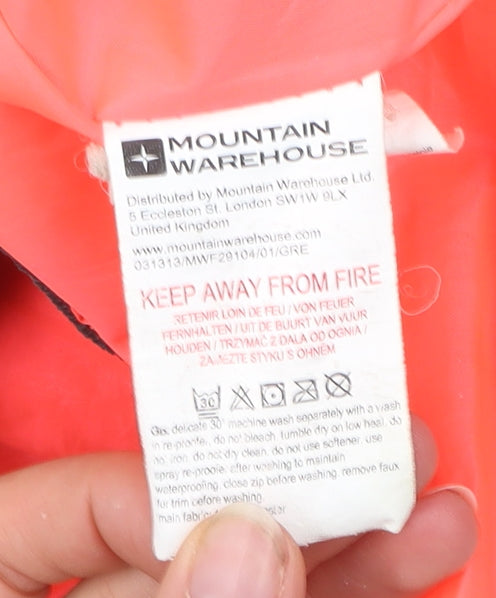 MOUNTAIN
WAREHOUSE
Distributed by Mountain Warehouse Ltd.
5 Eccleston St. London SW1W 9LX
United Kingdom
www.mountainwarehouse.com
031313/MWF29104/01/GRE
KEEP AWAY FROM FIRE
RETENIR LOIN DE FEU / VON FEUER
FERNHALTEN / UIT DE BUURT VAN VUUR
HOUDEN / TRZYMAĆ Z DALA OD OGNIA /
STYKU S OHNĚM
30
delicate 30° machine wash separately with a wash
in re-proofer, do not bleach, tumble dry on low heat, do
no iron, do not dry clean, do not use softener, use
spray re-proofer after washing to maintain
waterproofing, close zip before washing, remove faux
fur trim before washing.
main fabric